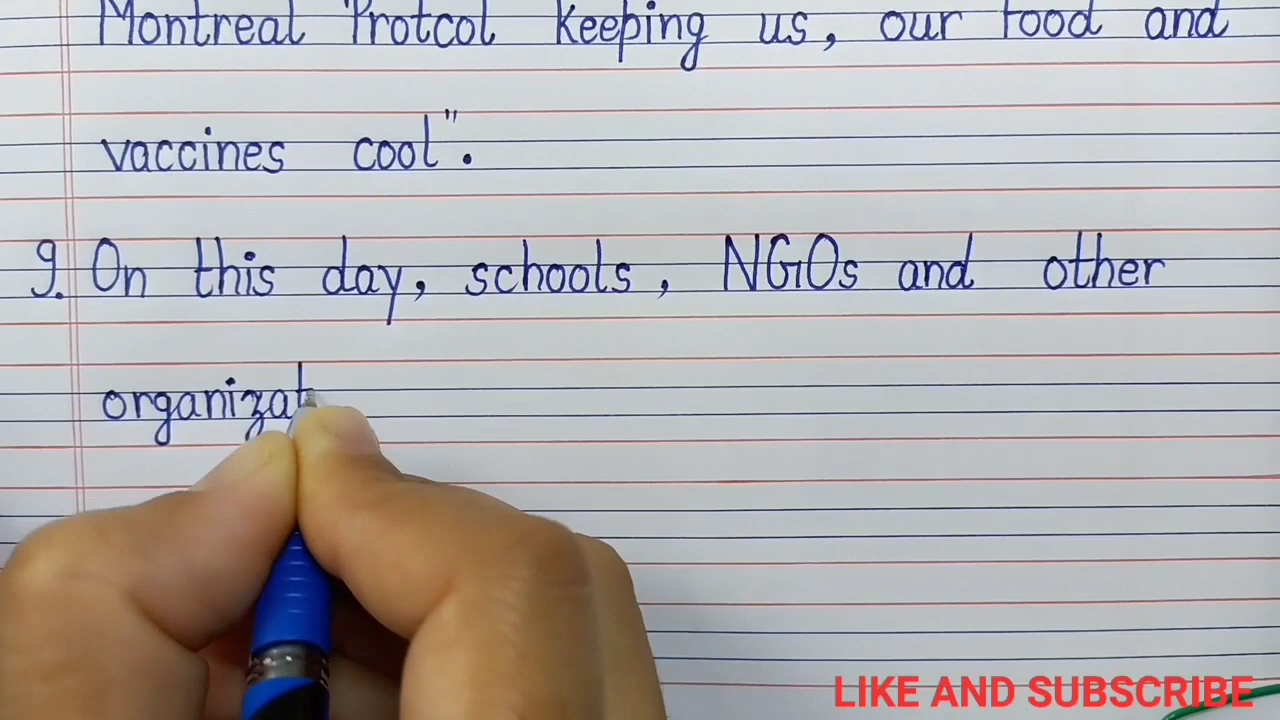 Montreal Protcol keeping us, our food and
vaccines cool".
9. On this day, schools, NGOs and other
organizat
LIKE AND SUBSCRIBE